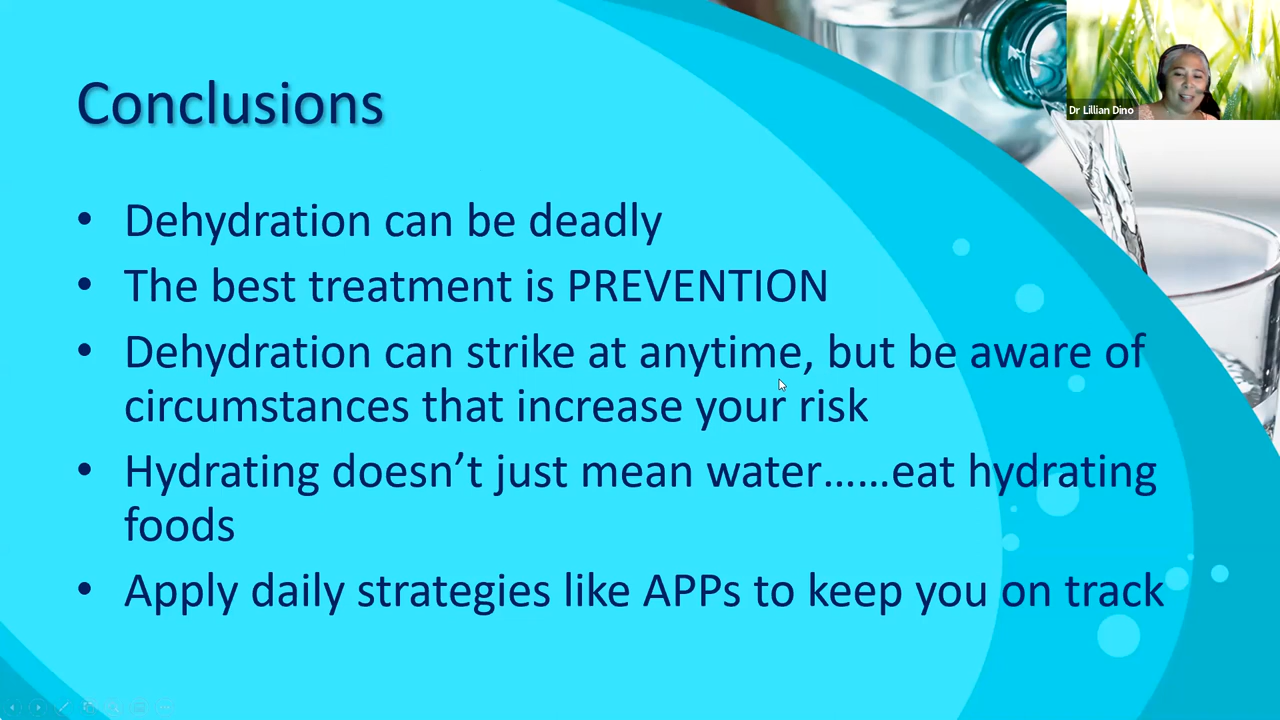 Conclusions
Dr Lillian Dino
• Dehydration can be deadly
• The best treatment is PREVENTION
• Dehydration can strike at anytime, but be aware of
circumstances that increase your risk
• Hydrating doesn’t just mean water……eat hydrating
foods
• Apply daily strategies like APPs to keep you on track